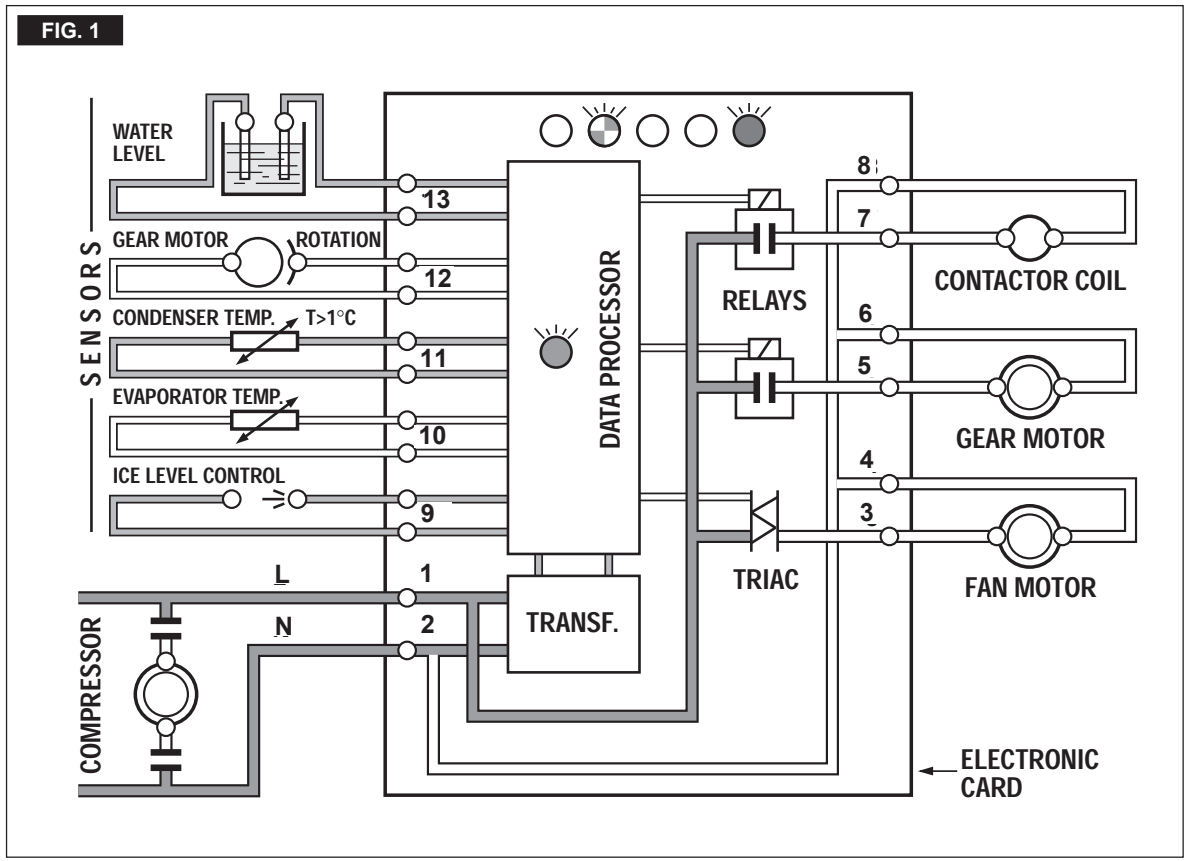 FIG. 1
WATER
LEVEL
13
GEAR MOTOR
ROTATION
12
CONDENSER TEMP.
T>1°C
11
EVAPORATOR TEMP.
10
ICE LEVEL CONTROL
9
SENSORS
L
1
N
2
COMPRESSOR
DATA PROCESSOR
TRANSF.
RELAYS
TRIAC
8
7
CONTACTOR COIL
6
5
GEAR MOTOR
4
3
FAN MOTOR
ELECTRONIC
CARD